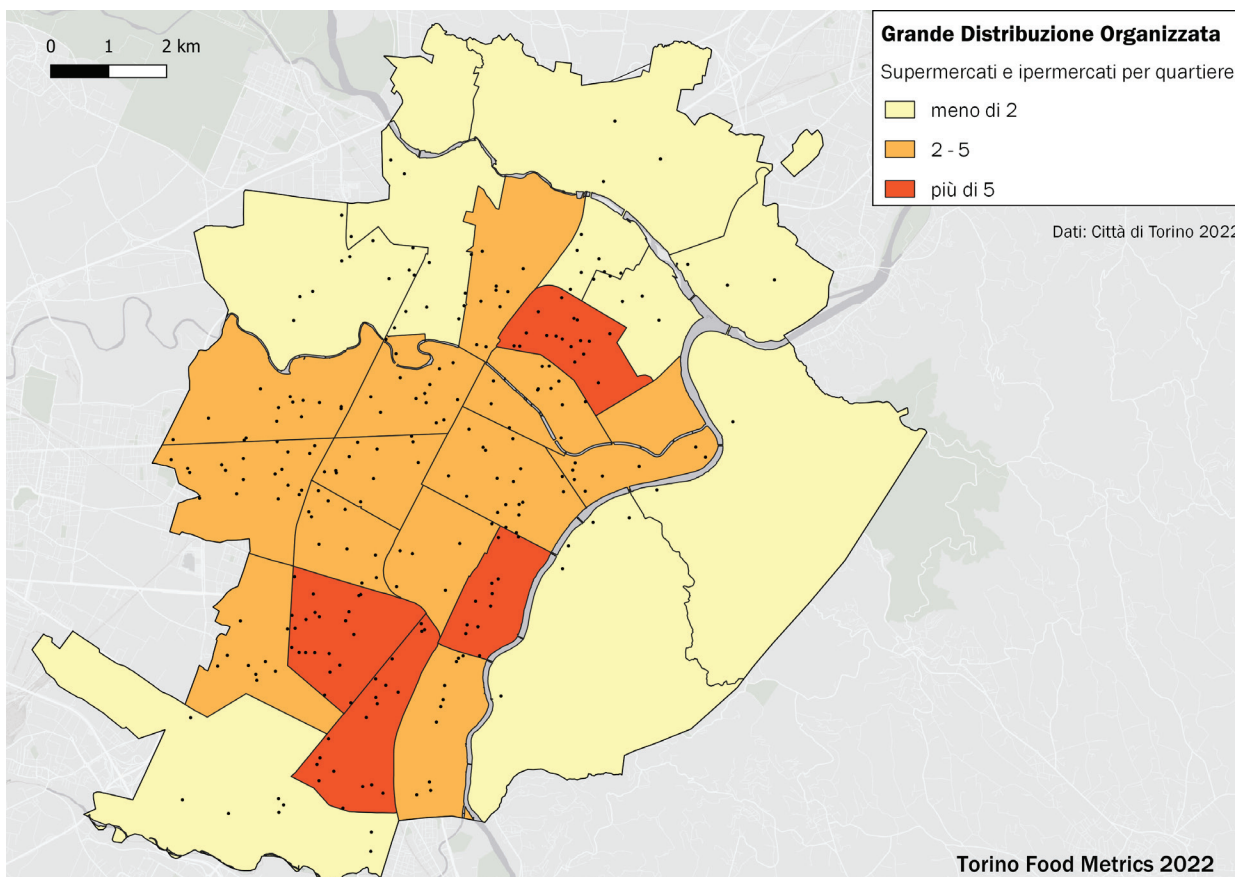 0 1 2 km
Grande Distribuzione Organizzata
Supermercati e ipermercati per quartiere
meno di 2
2 - 5
più di 5
Dati: Città di Torino 2022
Torino Food Metrics 2022